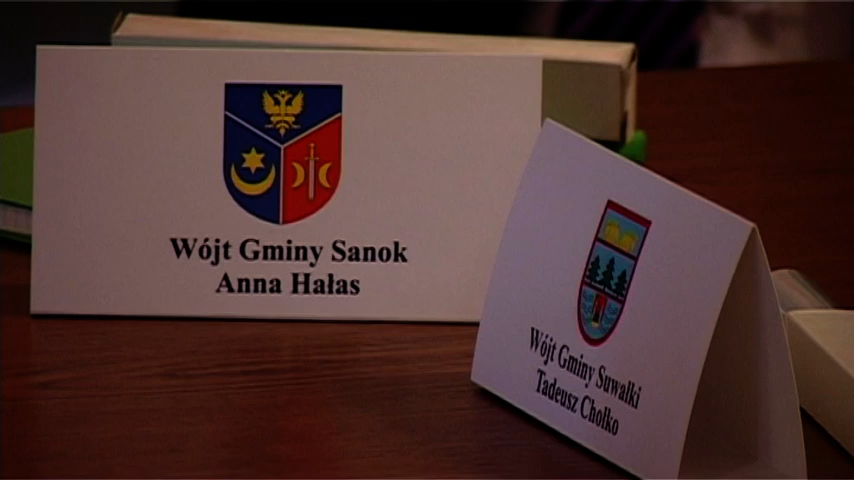 Wójt Gminy Sanok
Anna Hałas
Wójt Gminy Suwałki
Tadeusz Chołko